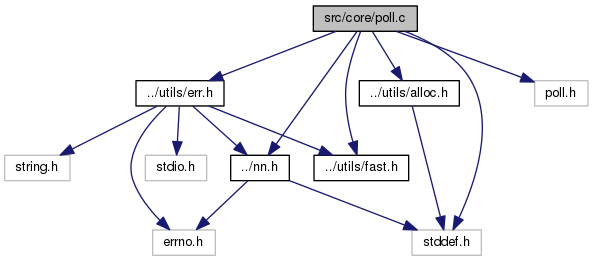 src/core/poll.c
../utils/err.h
../utils/alloc.h
poll.h
string.h
stdio.h
../nn.h
../utils/fast.h
errno.h
stddef.h